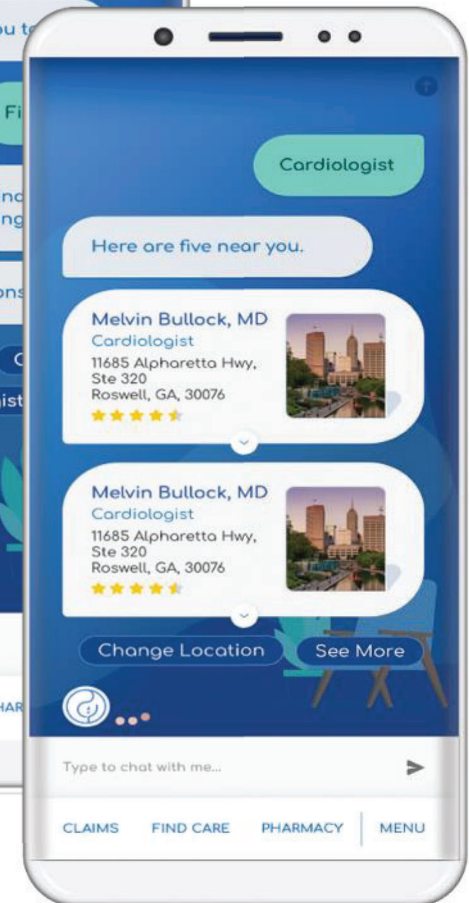 Cardiologist
Here are five near you.
Melvin Bullock, MD
Cardiologist
11685 Alpharetta Hwy,
Ste 320
Roswell, GA, 30076
Melvin Bullock, MD
Cardiologist
11685 Alpharetta Hwy,
Ste 320
Roswell, GA, 30076
Change Location
See More
Type to chat with me...
CLAIMS FIND CARE PHARMACY MENU